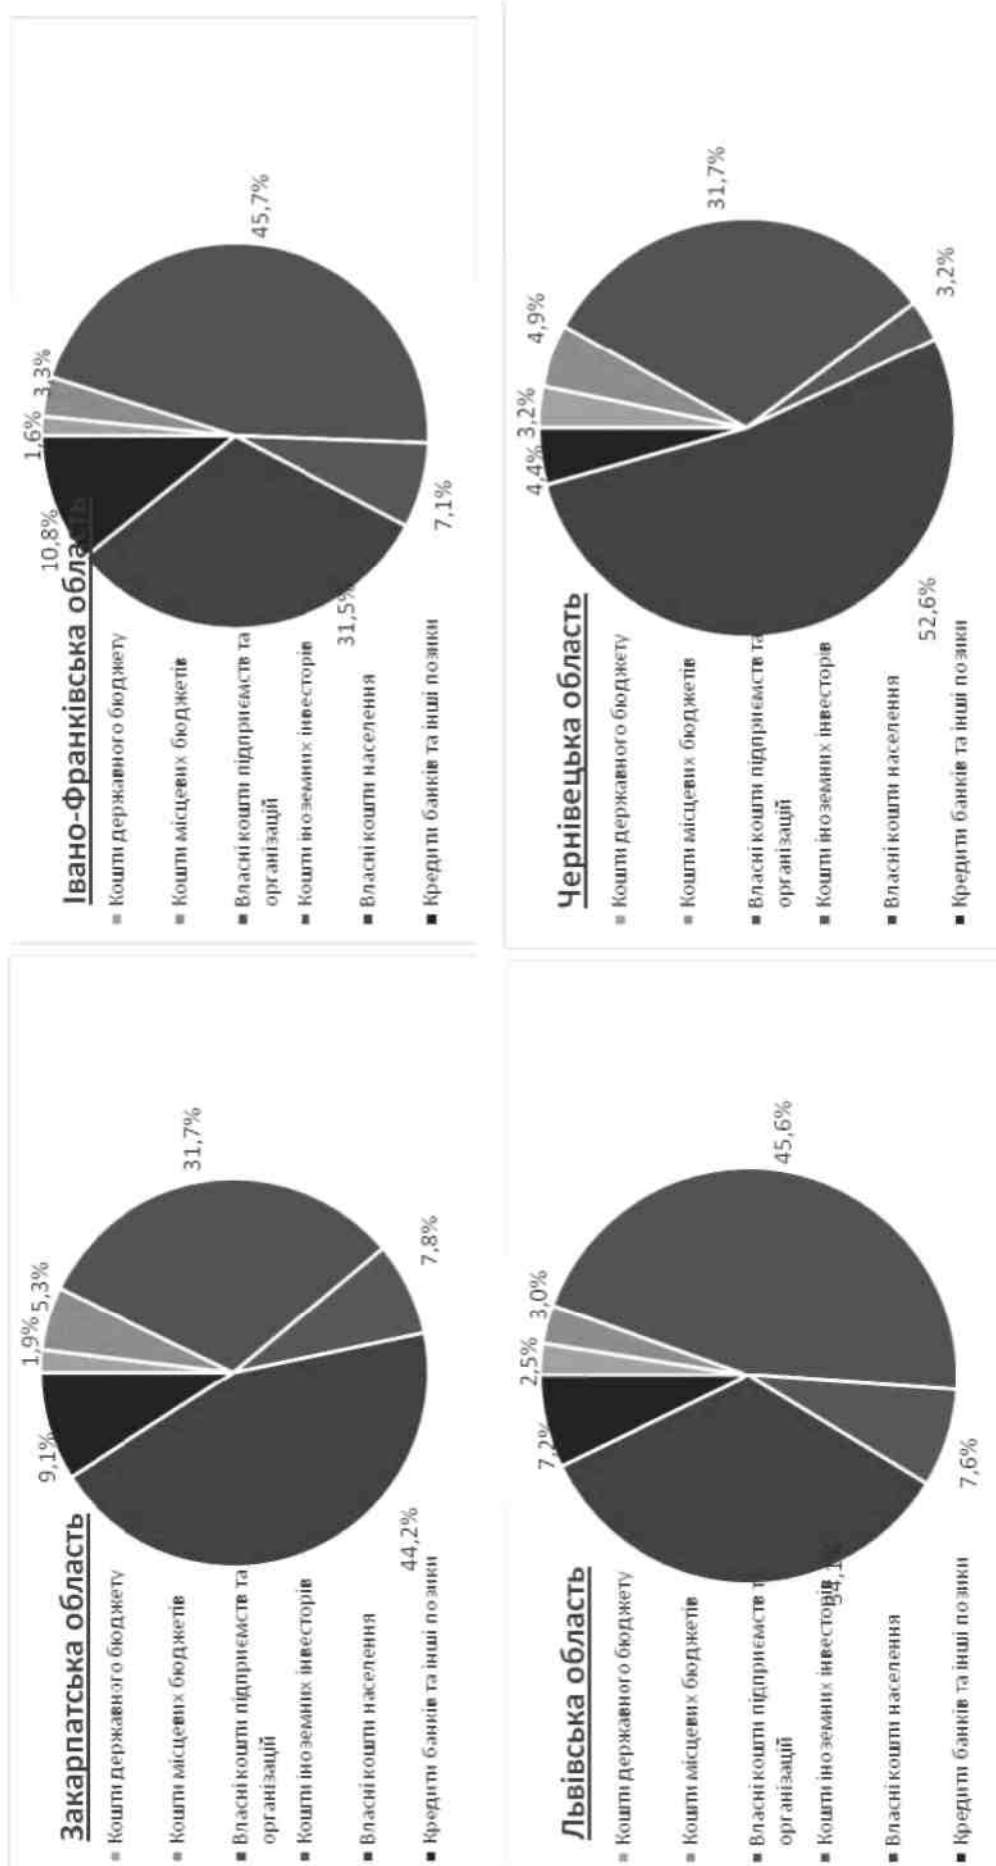 Закарпатська область
Кошти державного бюджету
Кошти місцевих бюджетів
Власні кошти підприємств та
організацій
Кошти іноземних інвесторів
Власні кошти населення
Кредити банків та інші позики
1,9%
5,3%
31,7%
7,8%
44,2%
9,1%
Івано-Франківська область
Кошти державного бюджету
Кошти місцевих бюджетів
Власні кошти підприємств та
організацій
Кошти іноземних інвесторів
Власні кошти населення
Кредити банків та інші позики
1,6%
3,3%
45,7%
7,1%
31,5%
10,8%
Львівська область
Кошти державного бюджету
Кошти місцевих бюджетів
Власні кошти підприємств
організацій
Кошти іноземних інвесторів
Власні кошти населення
Кредити банків та інші позики
2,5%
3,0%
45,6%
7,6%
7,2%
Чернівецька область
Кошти державного бюджету
Кошти місцевих бюджетів
Власні кошти підприємств та
організацій
Кошти іноземних інвесторів
Власні кошти населення
Кредити банків та інші позики
3,2%
4,9%
31,7%
3,2%
52,6%
4,4%